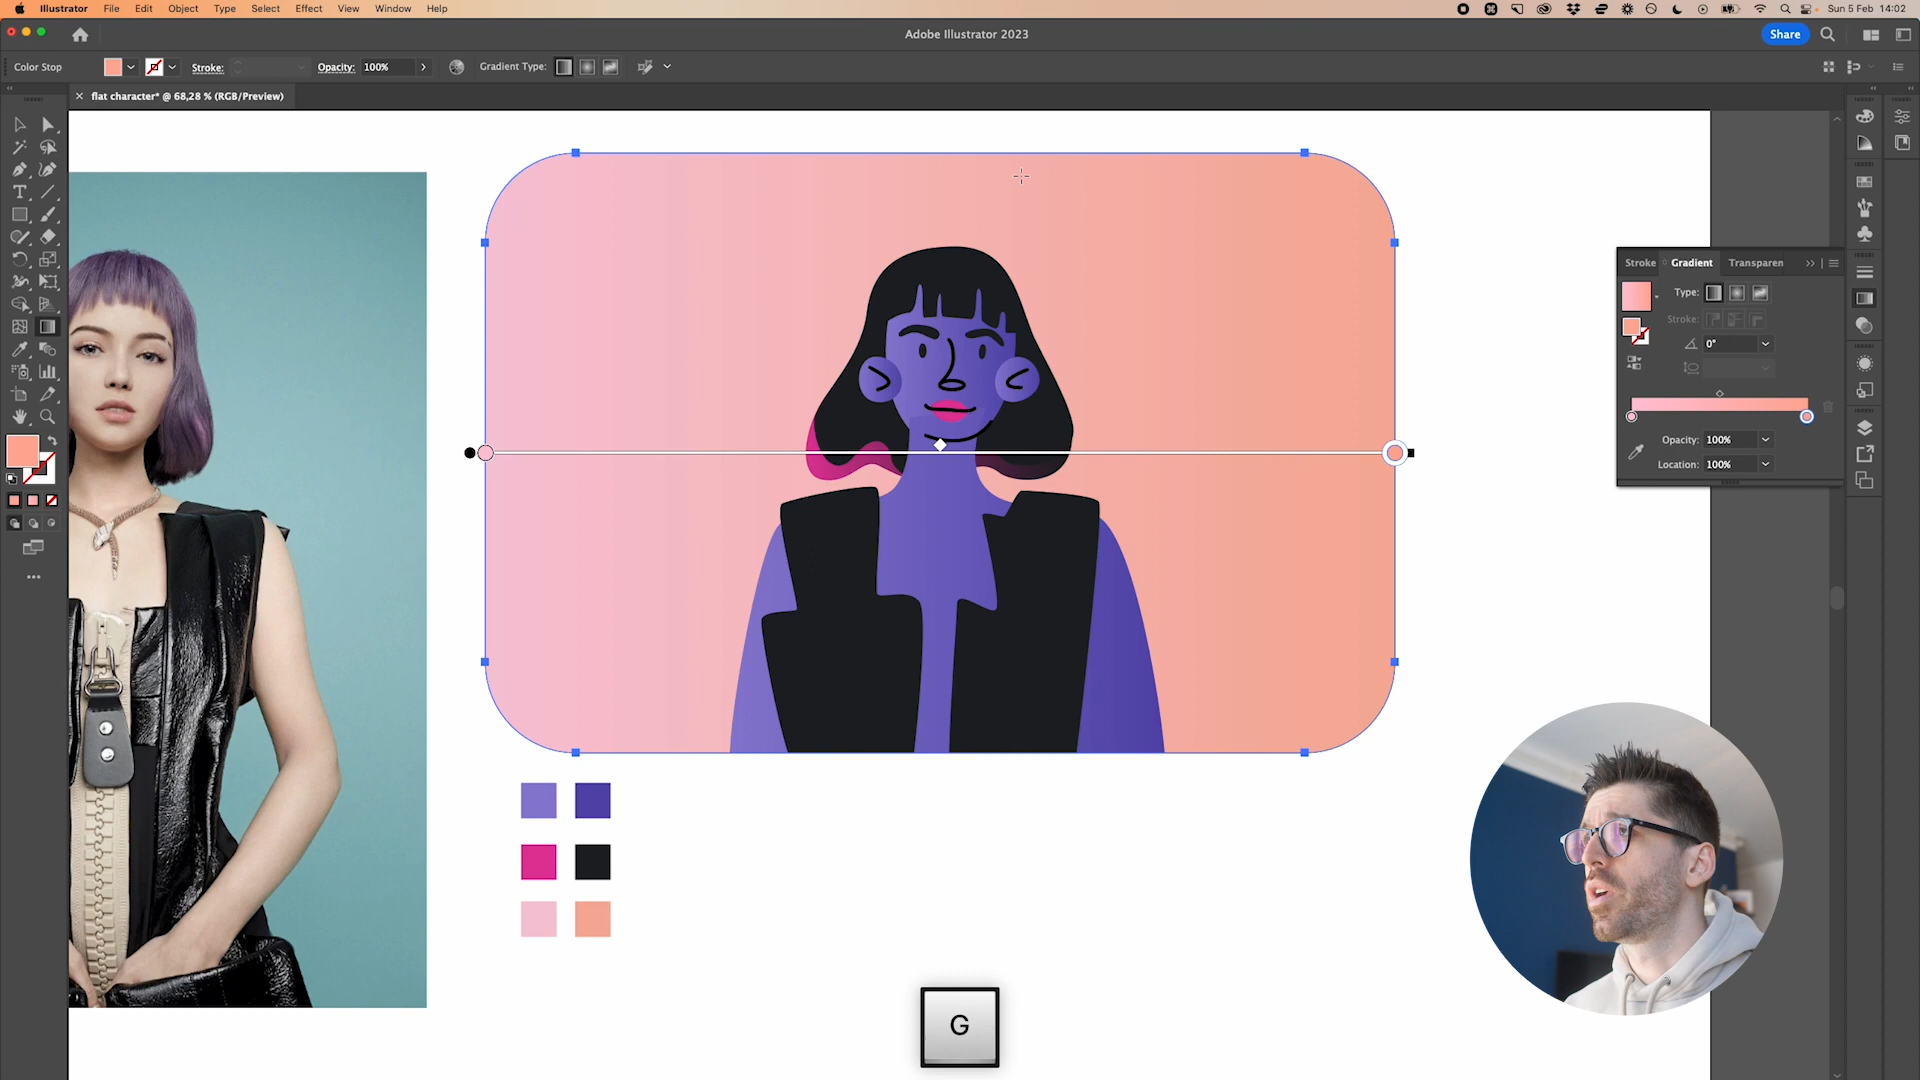 Illustrator File Edit Object Type Select Effect View Window Help
Sun 5 Feb 14:02
Adobe Illustrator 2023
Share
Color Stop
Stroke:
Opacity: 100%
Gradient Type:
flat character* @ 68,28 % (RGB/Preview)
Stroke Gradient Transparen
Type:
Stroke:
0°
Opacity: 100%
Location: 100%
G